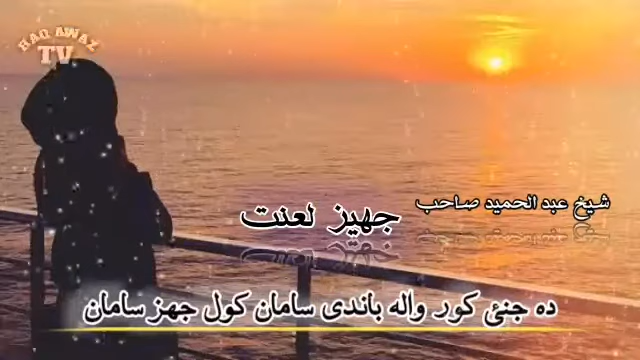 HAQ AWAZ
TV
شیخ عبد الحمید صاحب
جهیز لعنت
ده جنئ کور واله باندی سامان کول جهز سامان